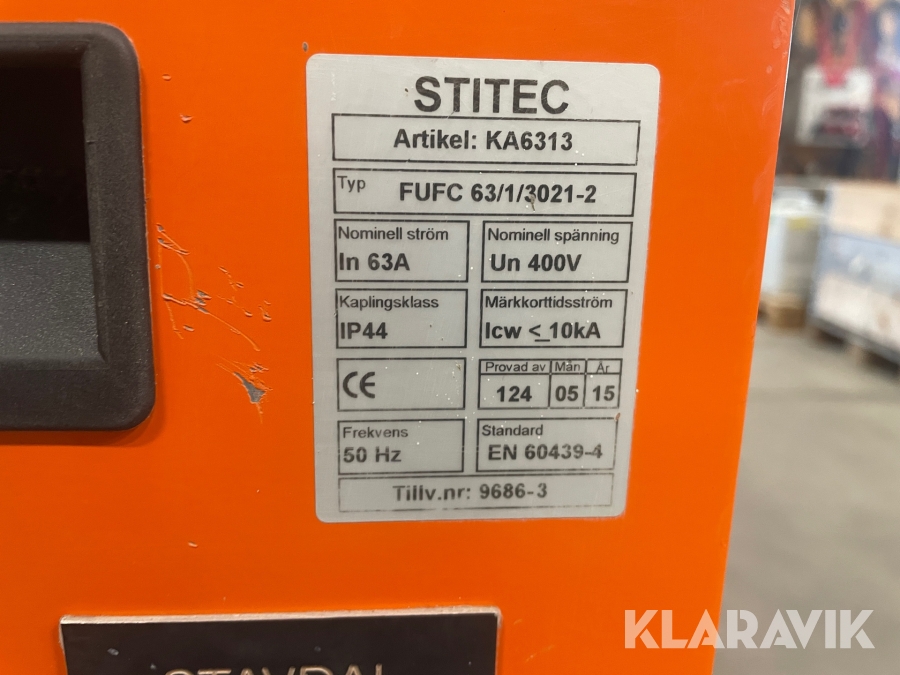 STITEC
Artikel: KA6313
Typ FUFC 63/1/3021-2
Nominell ström Nominell spänning
In 63A Un 400V
Kaplingsklass Märkkorttidsström
IP44 Icw <_10kA
CE Provad av Mån År
124 05 15
Frekvens Standard
50 Hz EN 60439-4
Tillv.nr: 9686-3
STAVDAL
KLARAVIK